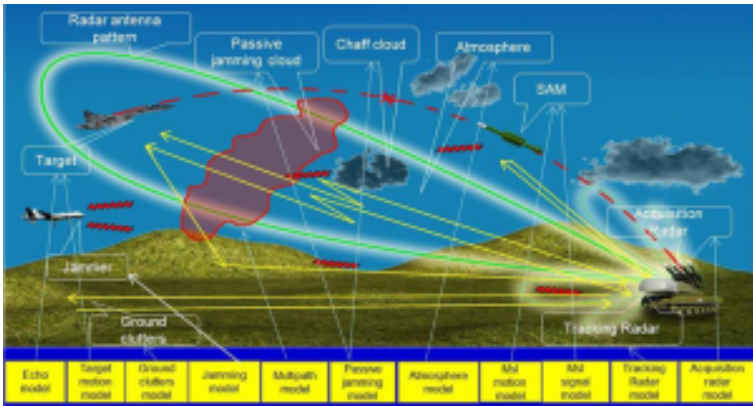 Radar antenna
pattern
Passive
jamming cloud
Chaff cloud
Atmosphere
SAM
Target
Acquisition
Radar
Jammer
Ground
clutters
Tracking Radar
Echo
model
Target
motion
model
Ground
clutters
model
Jamming
model
Multipath
model
Passive
jamming
model
Atmosphere
model
Msl
motion
model
Msl
signal
model
Tracking
Radar
model
Acquisition
radar
model